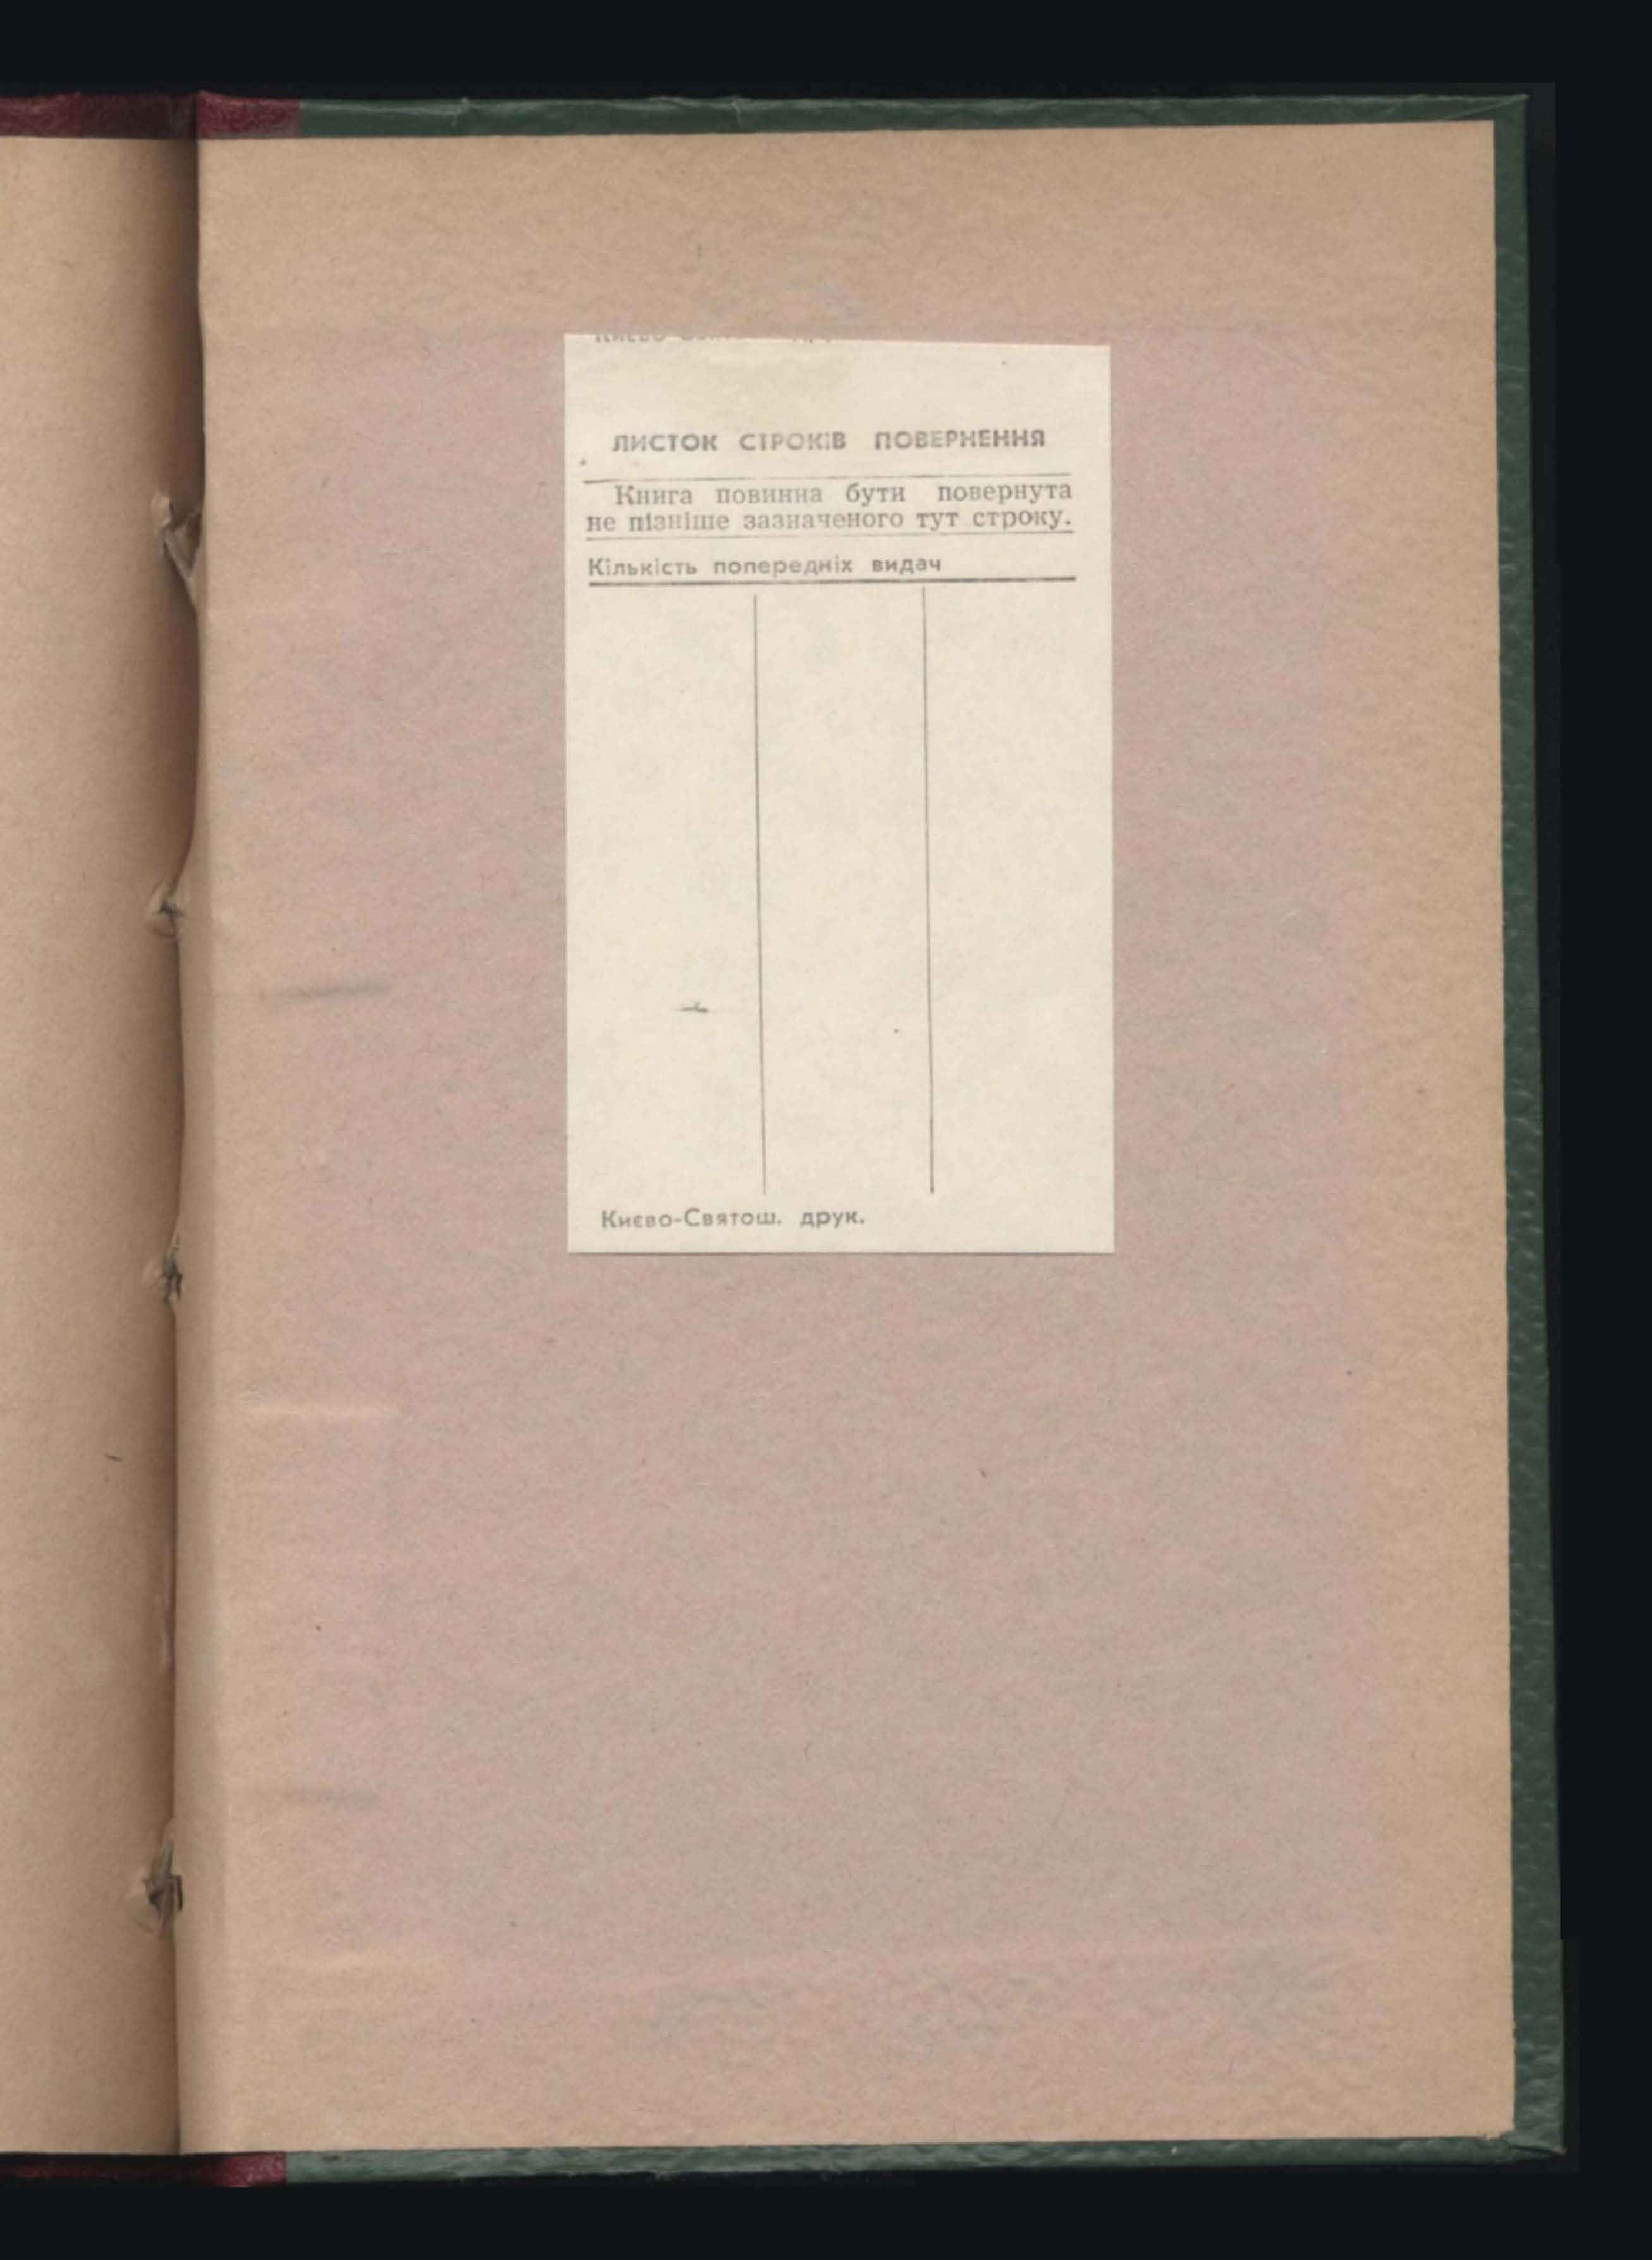 ЛИСТОК СТРОКІВ ПОВЕРНЕННЯ
Книга повинна бути повернута
не пізніше зазначеного тут строку.
Кількість попередніх видач
Києво-Святош. друк.